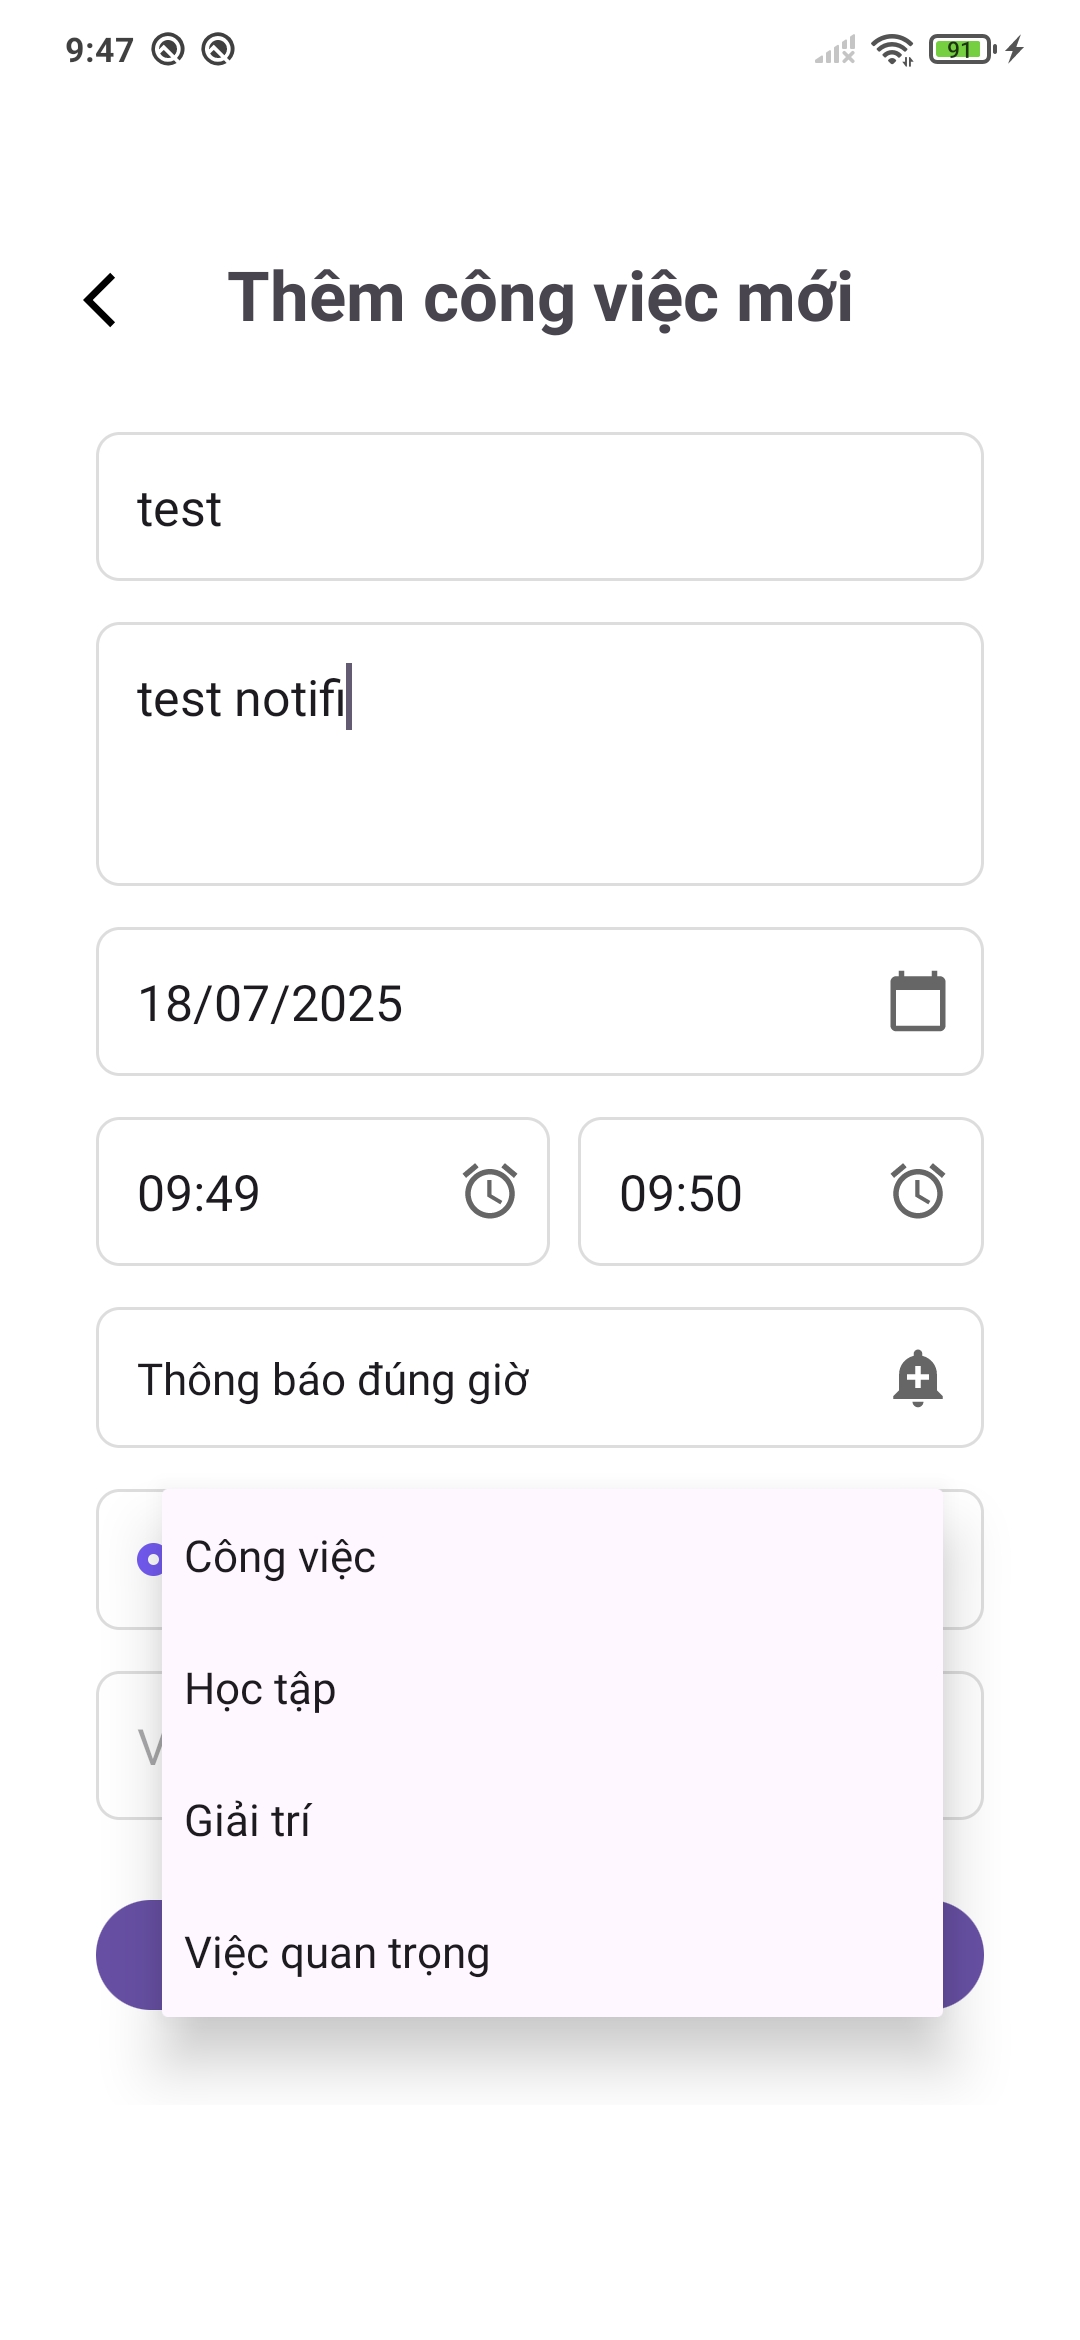 9:47
91
Thêm công việc mới
test
test notifi
18/07/2025
09:49
09:50
Thông báo đúng giờ
Công việc
Học tập
Giải trí
Việc quan trọng